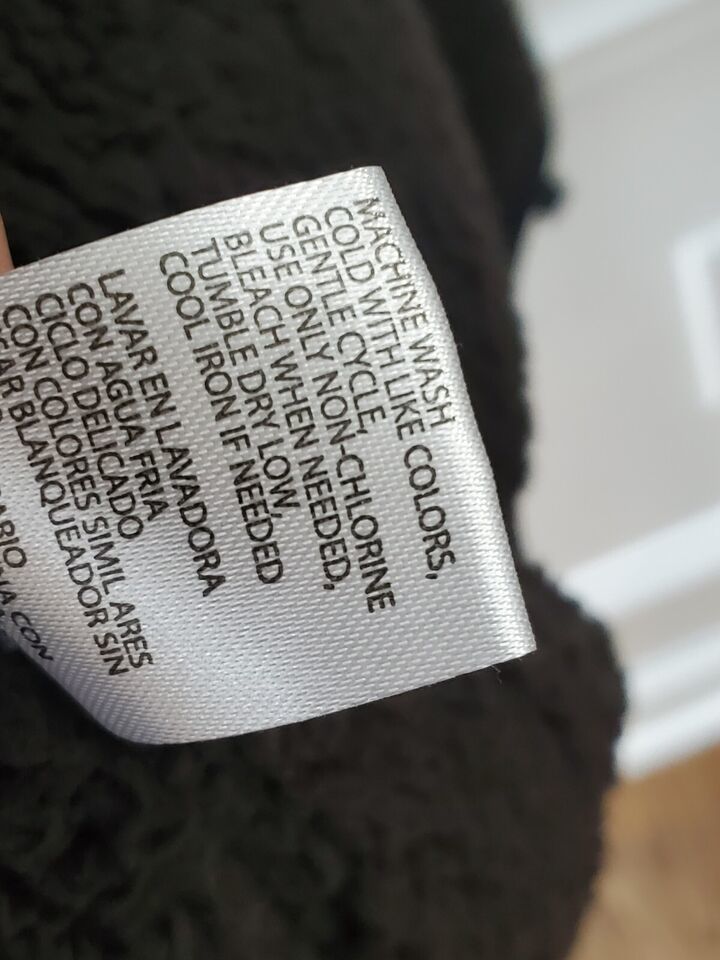 MACHINE WASH
COLD WITH LIKE COLORS,
GENTLE CYCLE,
USE ONLY NON-CHLORINE
BLEACH WHEN NEEDED,
TUMBLE DRY LOW,
COOL IRON IF NEEDED
LAVAR EN LAVADORA
CON AGUA FRIA
CICLO DELICADO
CON COLORES SIMILARES
BLANQUEADOR SIN
CON